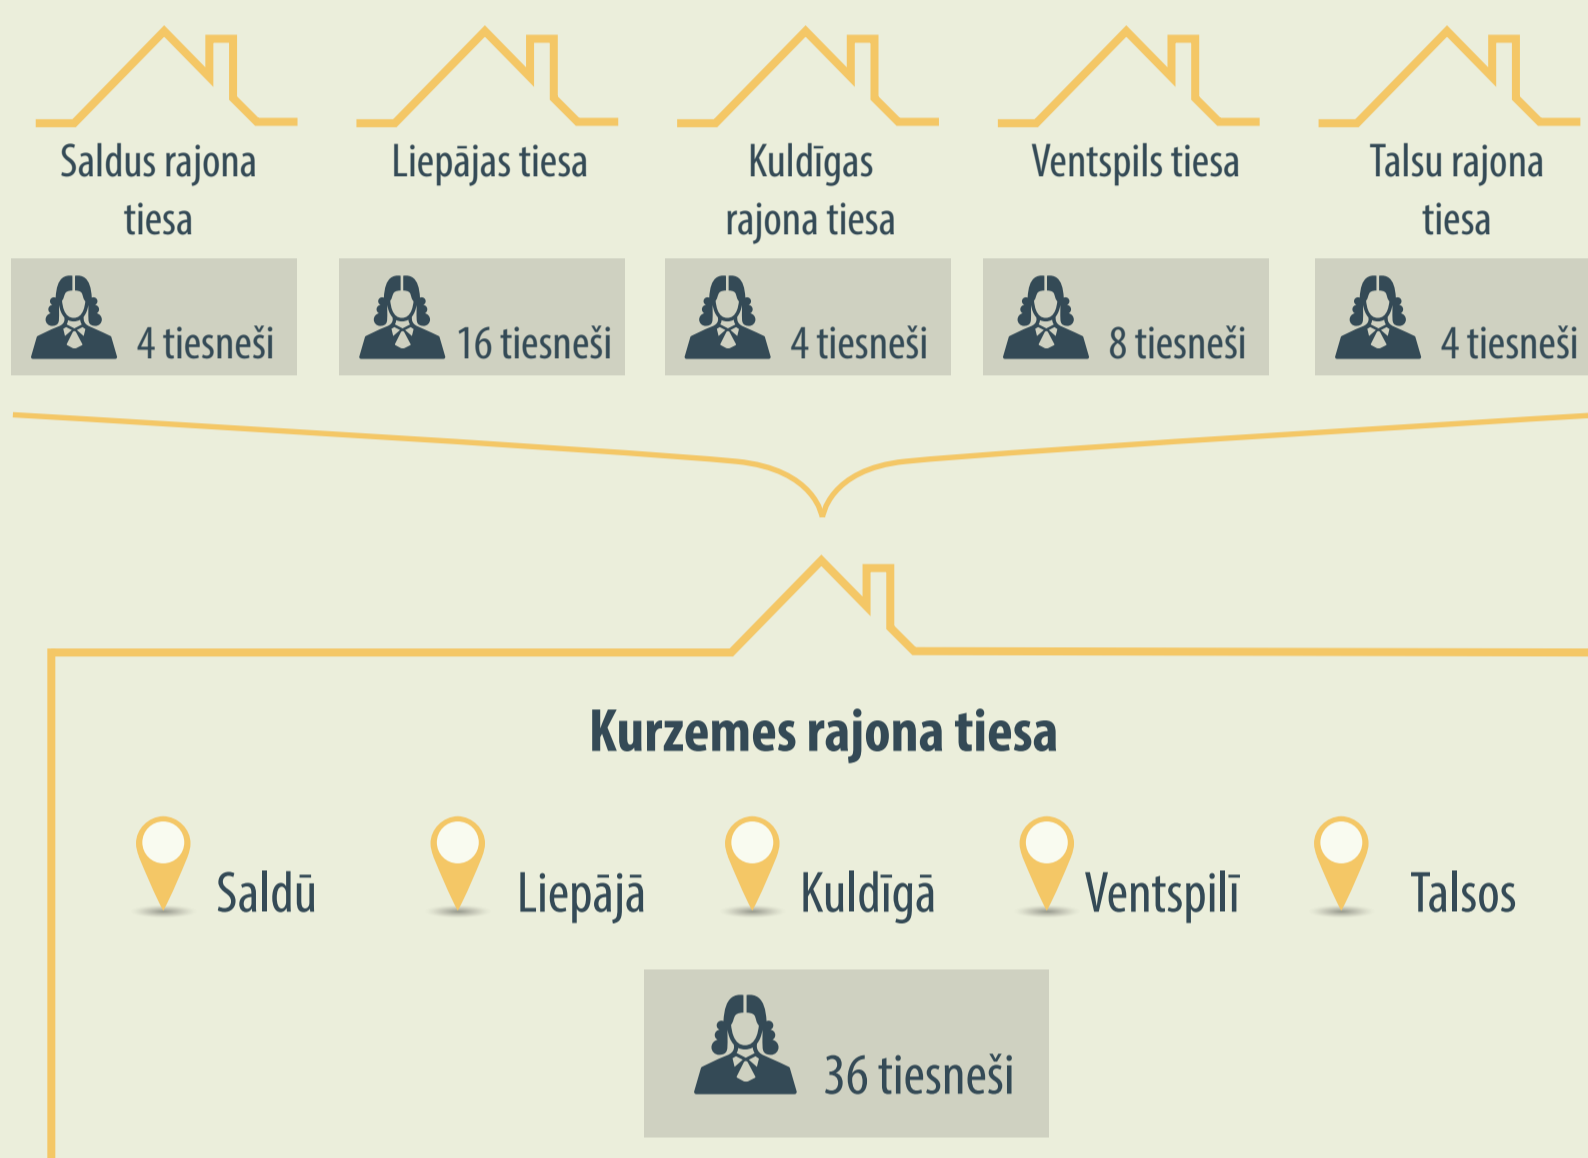 Saldus rajona
tiesa
Liepājas tiesa
Kuldīgas
rajona tiesa
Ventspils tiesa
Talsu rajona
tiesa
4 tiesneši
16 tiesneši
4 tiesneši
8 tiesneši
4 tiesneši
Kurzemes rajona tiesa
Saldū
Liepājā
Kuldīgā
Ventspilī
Talsos
36 tiesneši